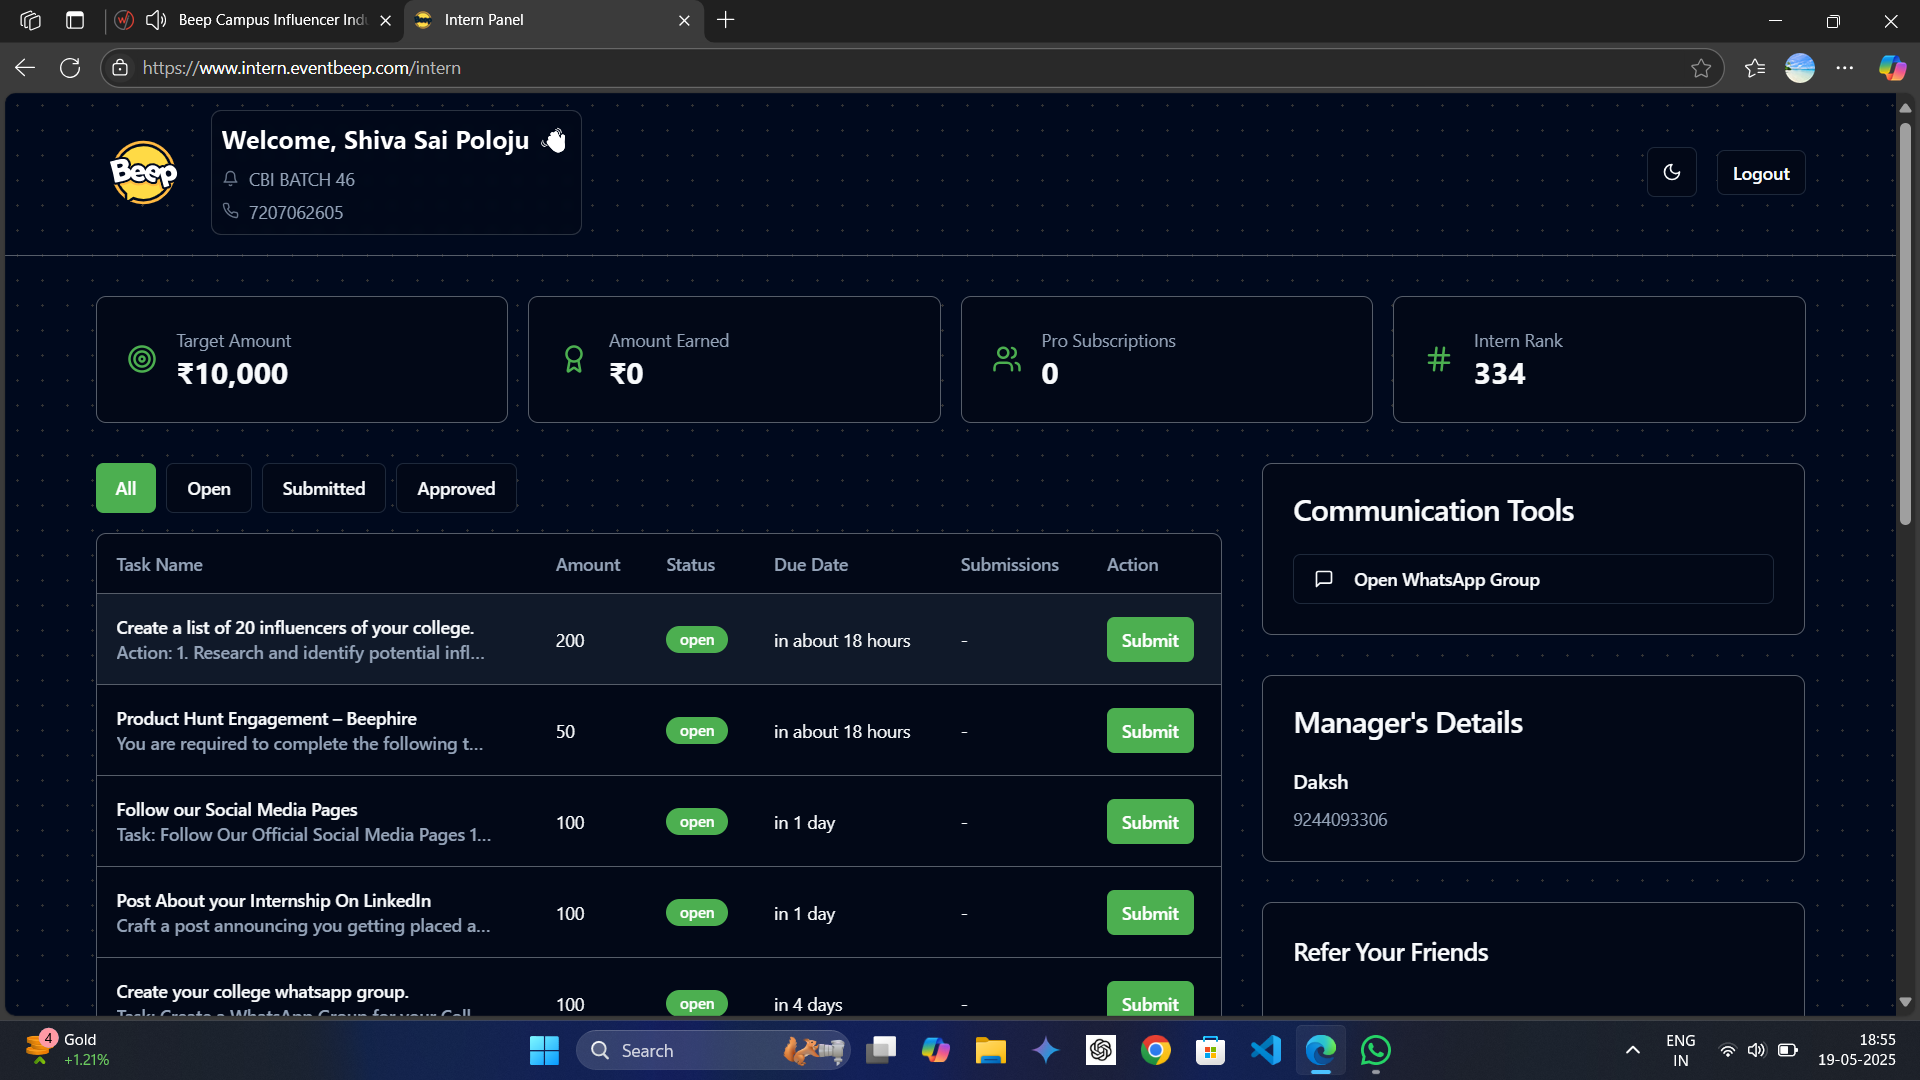 Beep Campus Influencer Indu
Intern Panel
https://www.intern.eventbeep.com/intern
Beep
Welcome, Shiva Sai Poloju
CBI BATCH 46
7207062605
Logout
Target Amount
₹10,000
Amount Earned
₹0
Pro Subscriptions
0
Intern Rank
334
All
Open
Submitted
Approved
Task Name Amount Status Due Date Submissions Action
Create a list of 20 influencers of your college.
Action: 1. Research and identify potential infl...
200 open in about 18 hours - Submit
Product Hunt Engagement – Beephire
You are required to complete the following t...
50 open in about 18 hours - Submit
Follow our Social Media Pages
Task: Follow Our Official Social Media Pages 1...
100 open in 1 day - Submit
Post About your Internship On LinkedIn
Craft a post announcing you getting placed a...
100 open in 1 day - Submit
Create your college whatsapp group.
Task: Create a WhatsApp Group for your Coll
100 open in 4 days - Submit
Communication Tools
Open WhatsApp Group
Manager's Details
Daksh
9244093306
Refer Your Friends
4
Gold
+1.21%
Search
ENG
IN
18:55
19-05-2025